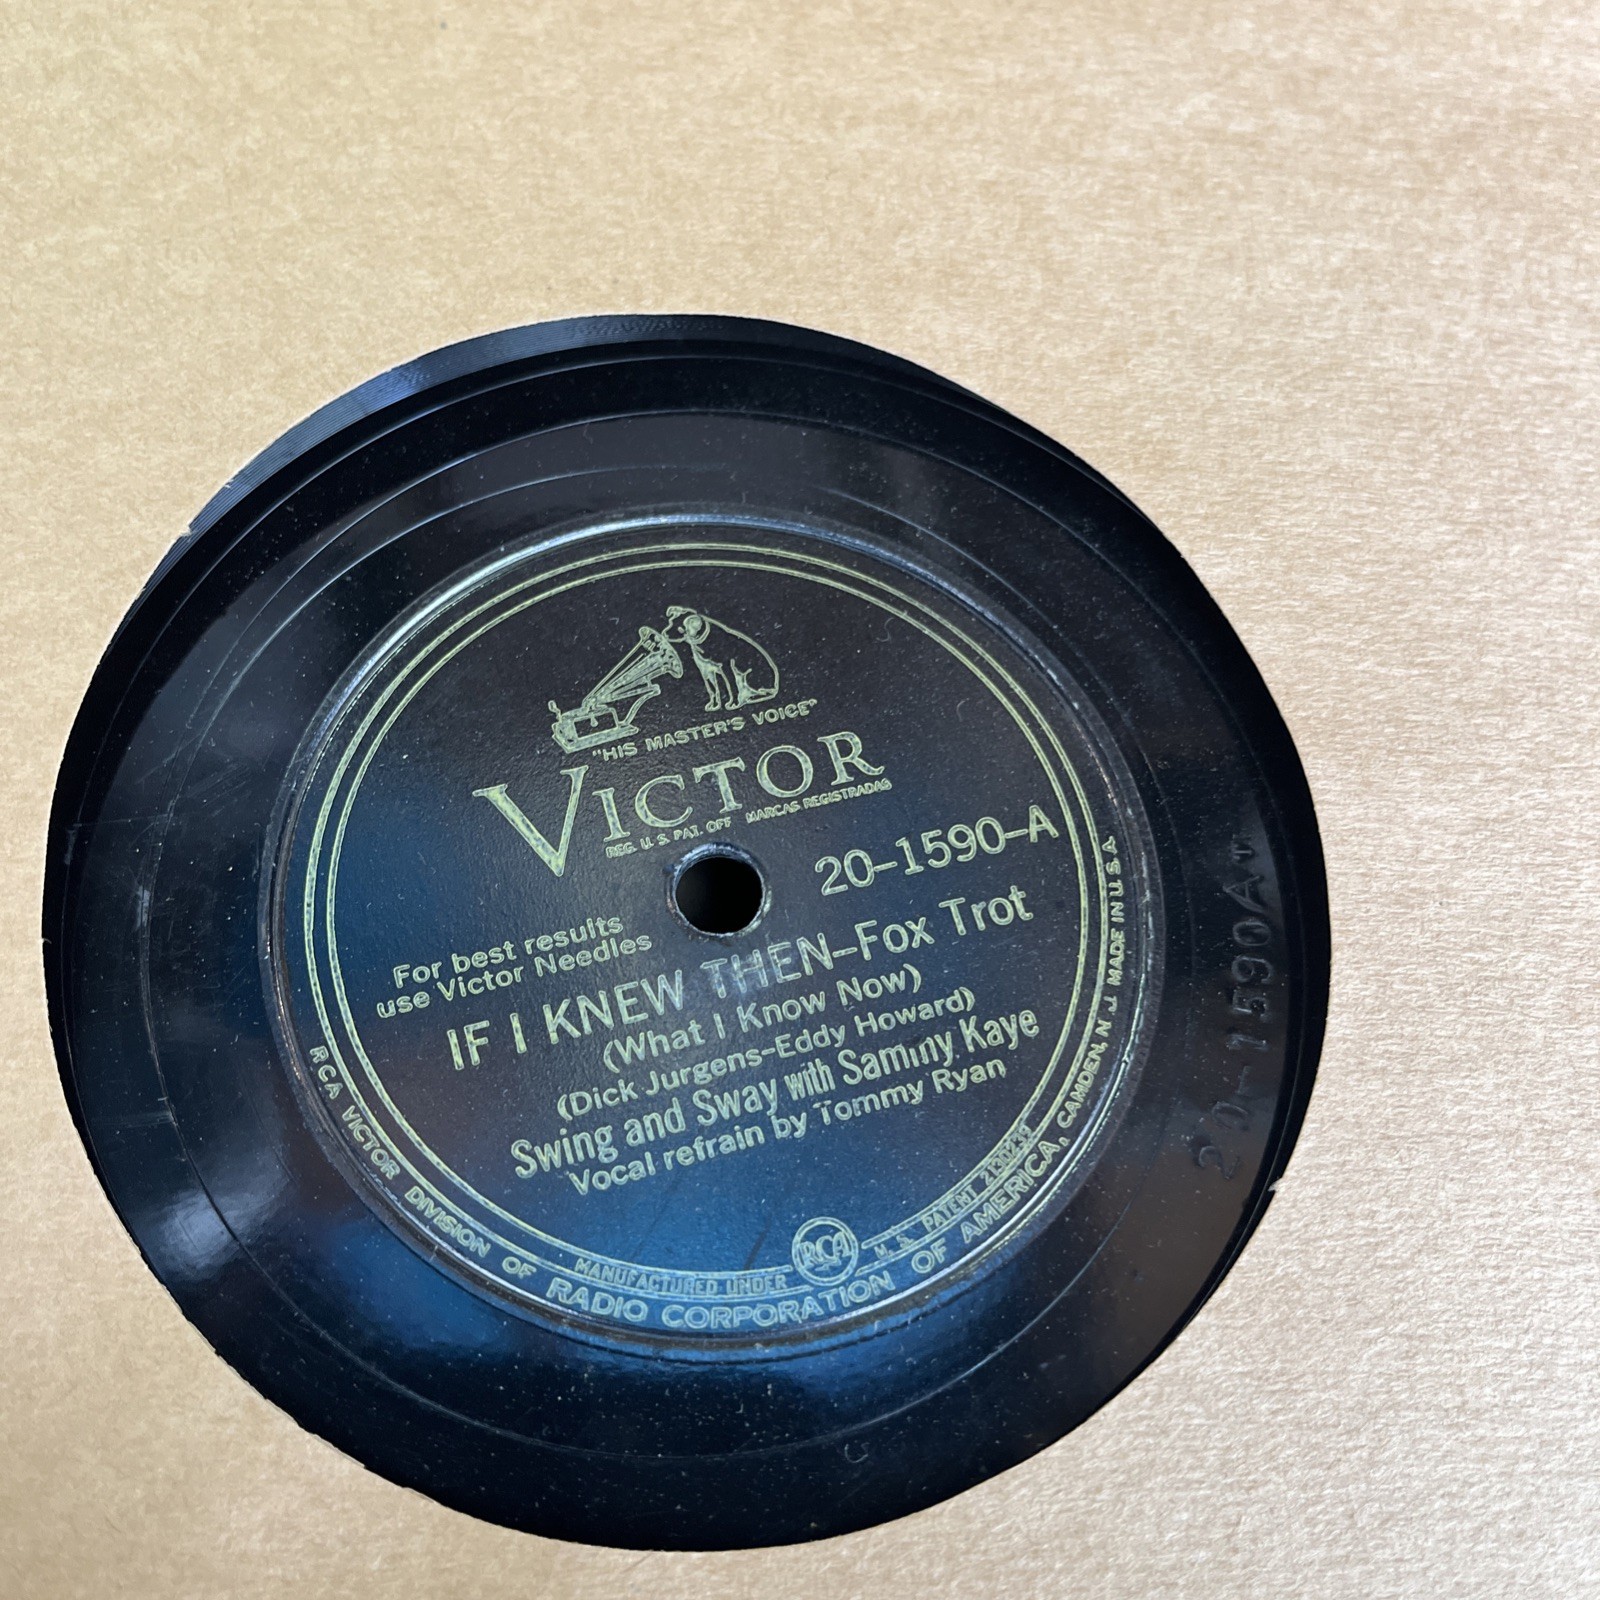 "HIS MASTER'S VOICE"
VICTOR
REG. U. S. PAT. OFF. MARCAS REGISTRADAS
20-1590-A
For best results
use Victor Needles
IF I KNEW THEN-Fox Trot
(What I Know Now)
(Dick Jurgens-Eddy Howard)
Swing and Sway with Sammy Kaye
Vocal refrain by Tommy Ryan
MANUFACTURED UNDER RCA U. S. PATENT 2130239
RCA VICTOR DIVISION OF RADIO CORPORATION OF AMERICA, CAMDEN, N. J. MADE IN U. S. A.
20-1590A